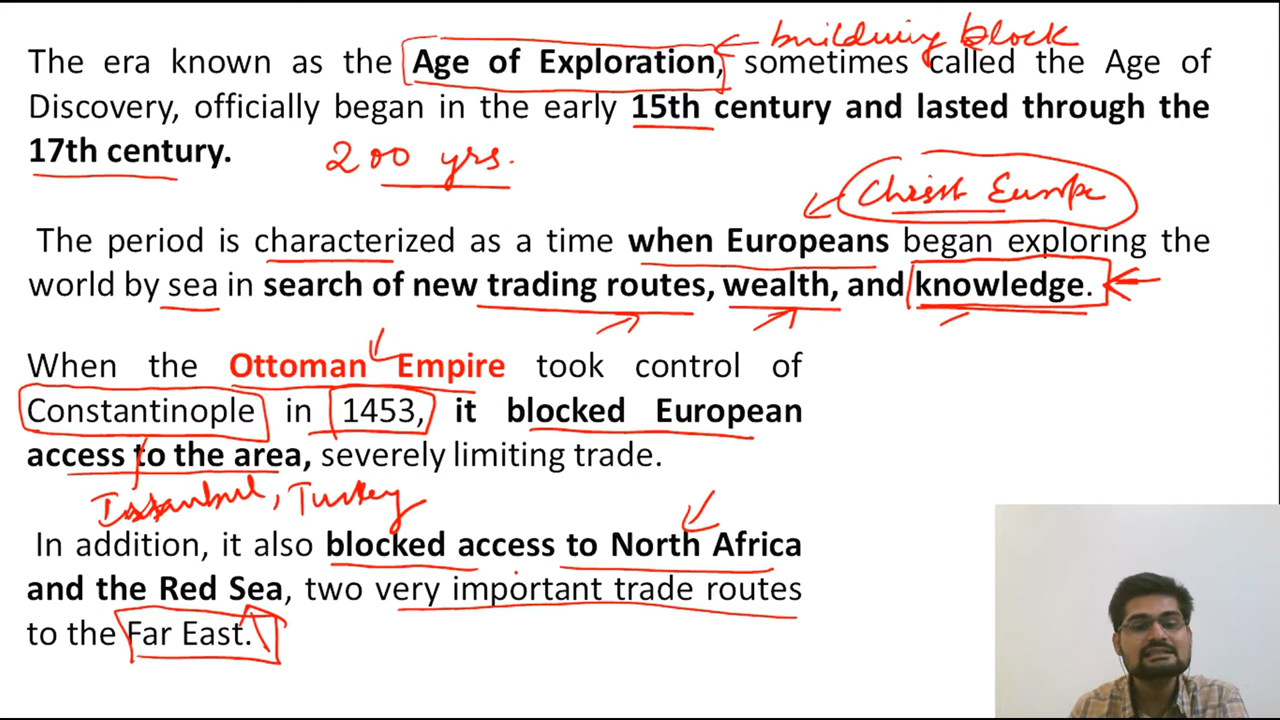 building block
The era known as the Age of Exploration, sometimes called the Age of
Discovery, officially began in the early 15th century and lasted through the
17th century.
200 yrs.
Christ Europe
The period is characterized as a time when Europeans began exploring the
world by sea in search of new trading routes, wealth, and knowledge.
When the Ottoman Empire took control of
Constantinople in 1453, it blocked European
access to the area, severely limiting trade.
Istanbul, Turkey
In addition, it also blocked access to North Africa
and the Red Sea, two very important trade routes
to the Far East.